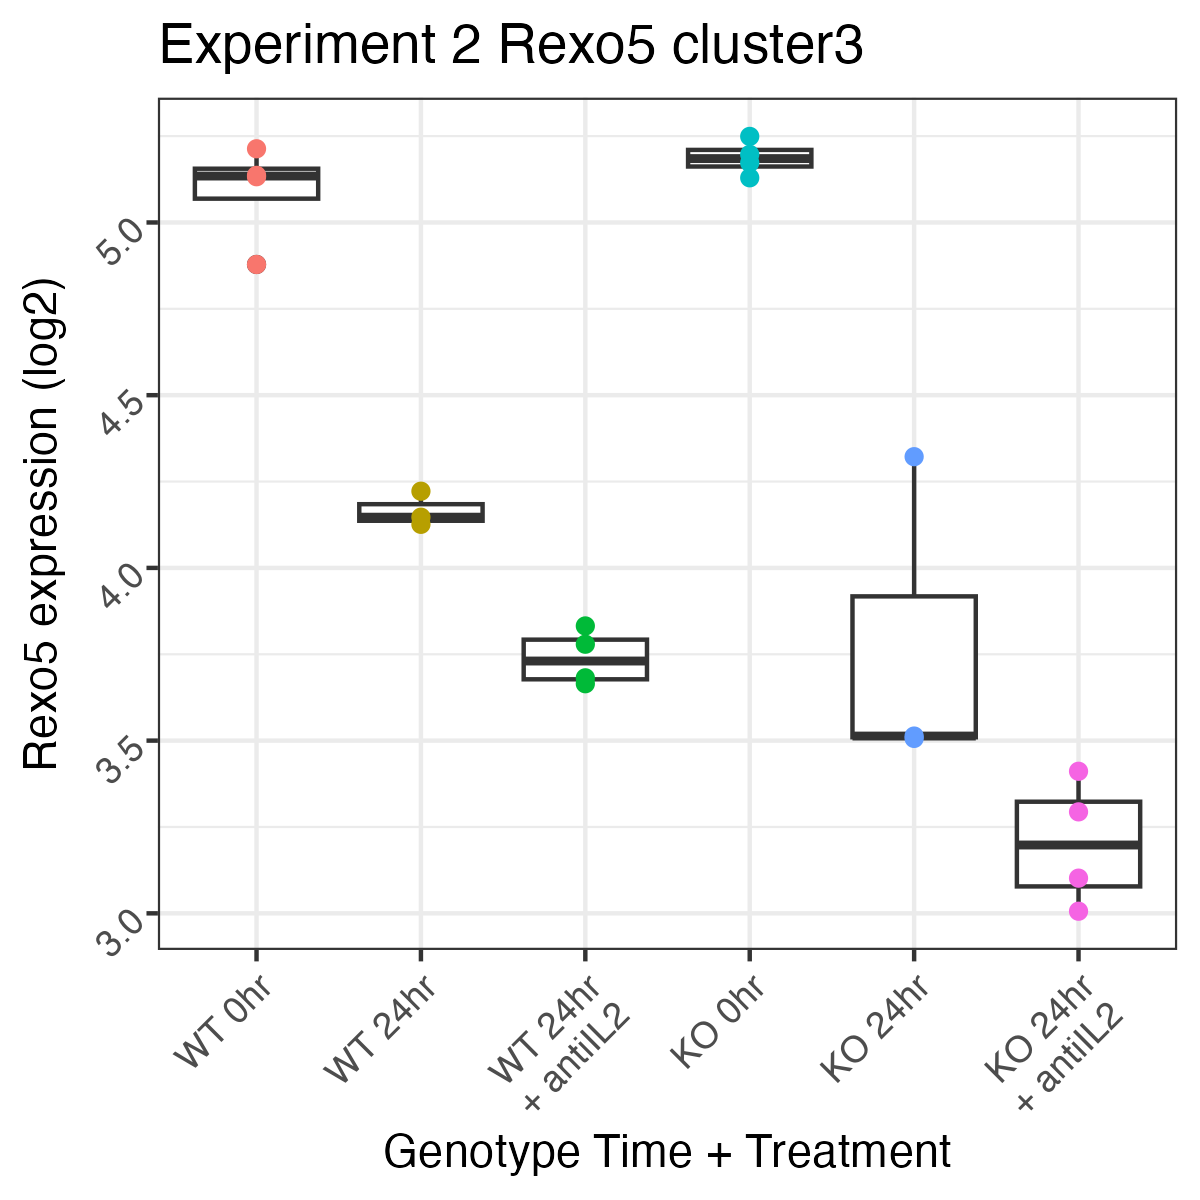 Experiment 2 Rexo5 cluster3
Rexo5 expression (log2)
5.0
4.5
4.0
3.5
3.0
WT 0hr
WT 24hr
WT 24hr
+ antiIL2
KO 0hr
KO 24hr
KO 24hr
+ antiIL2
Genotype Time + Treatment